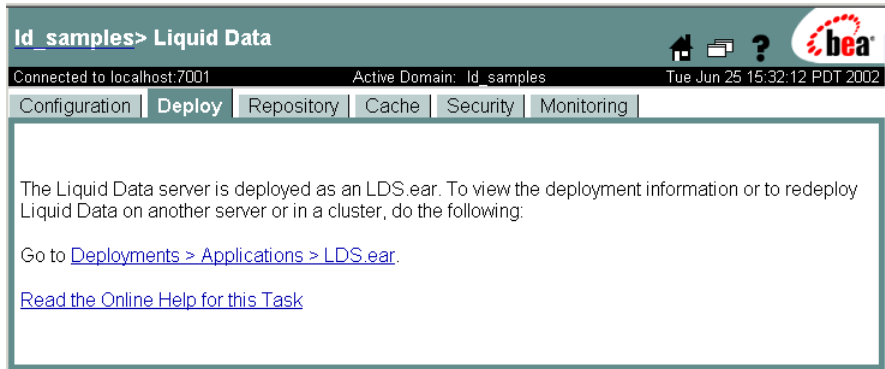 ld_samples> Liquid Data
? bea
Connected to localhost:7001 Active Domain: ld_samples Tue Jun 25 15:32:12 PDT 2002
Configuration Deploy Repository Cache Security Monitoring
The Liquid Data server is deployed as an LDS.ear. To view the deployment information or to redeploy
Liquid Data on another server or in a cluster, do the following:
Go to Deployments > Applications > LDS.ear.
Read the Online Help for this Task